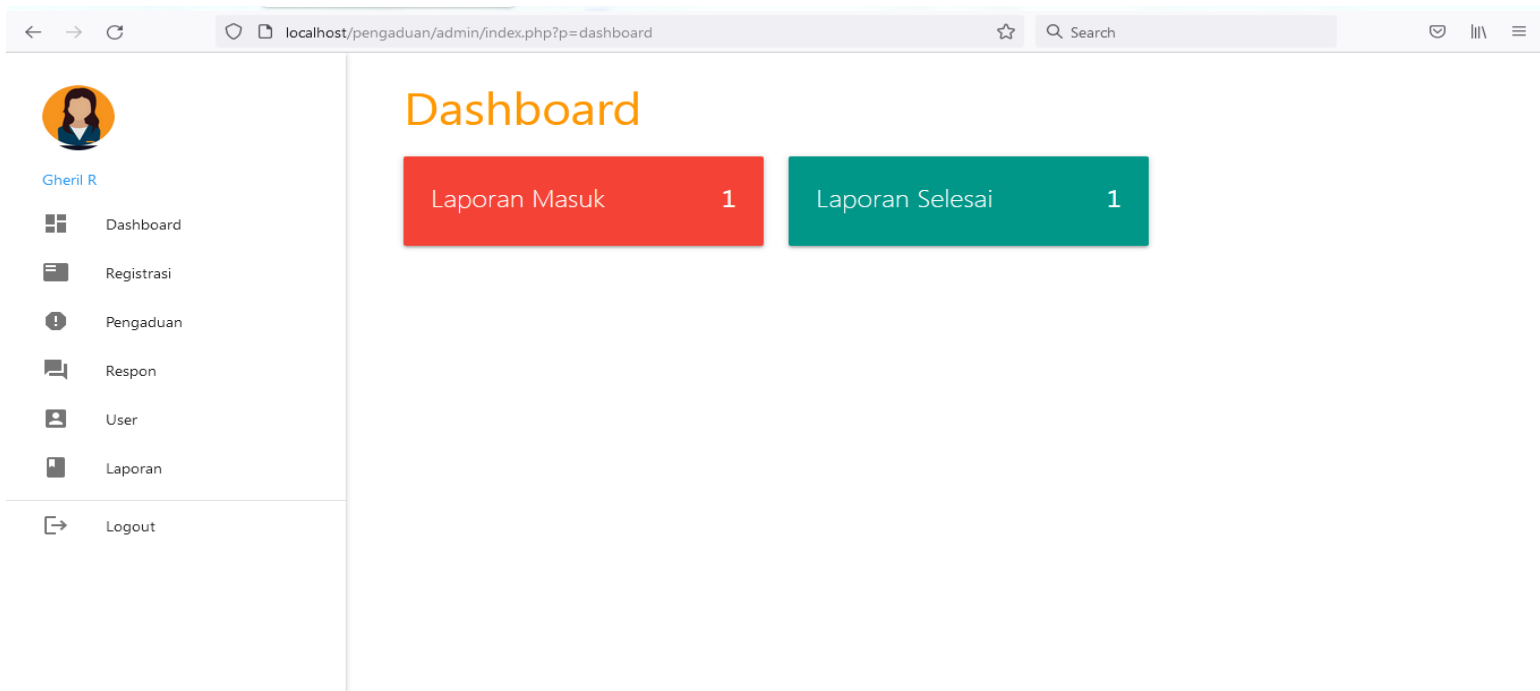 localhost/pengaduan/admin/index.php?p=dashboard
Search
Gheril R
Dashboard
Registrasi
Pengaduan
Respon
User
Laporan
Logout
Dashboard
Laporan Masuk 1
Laporan Selesai 1